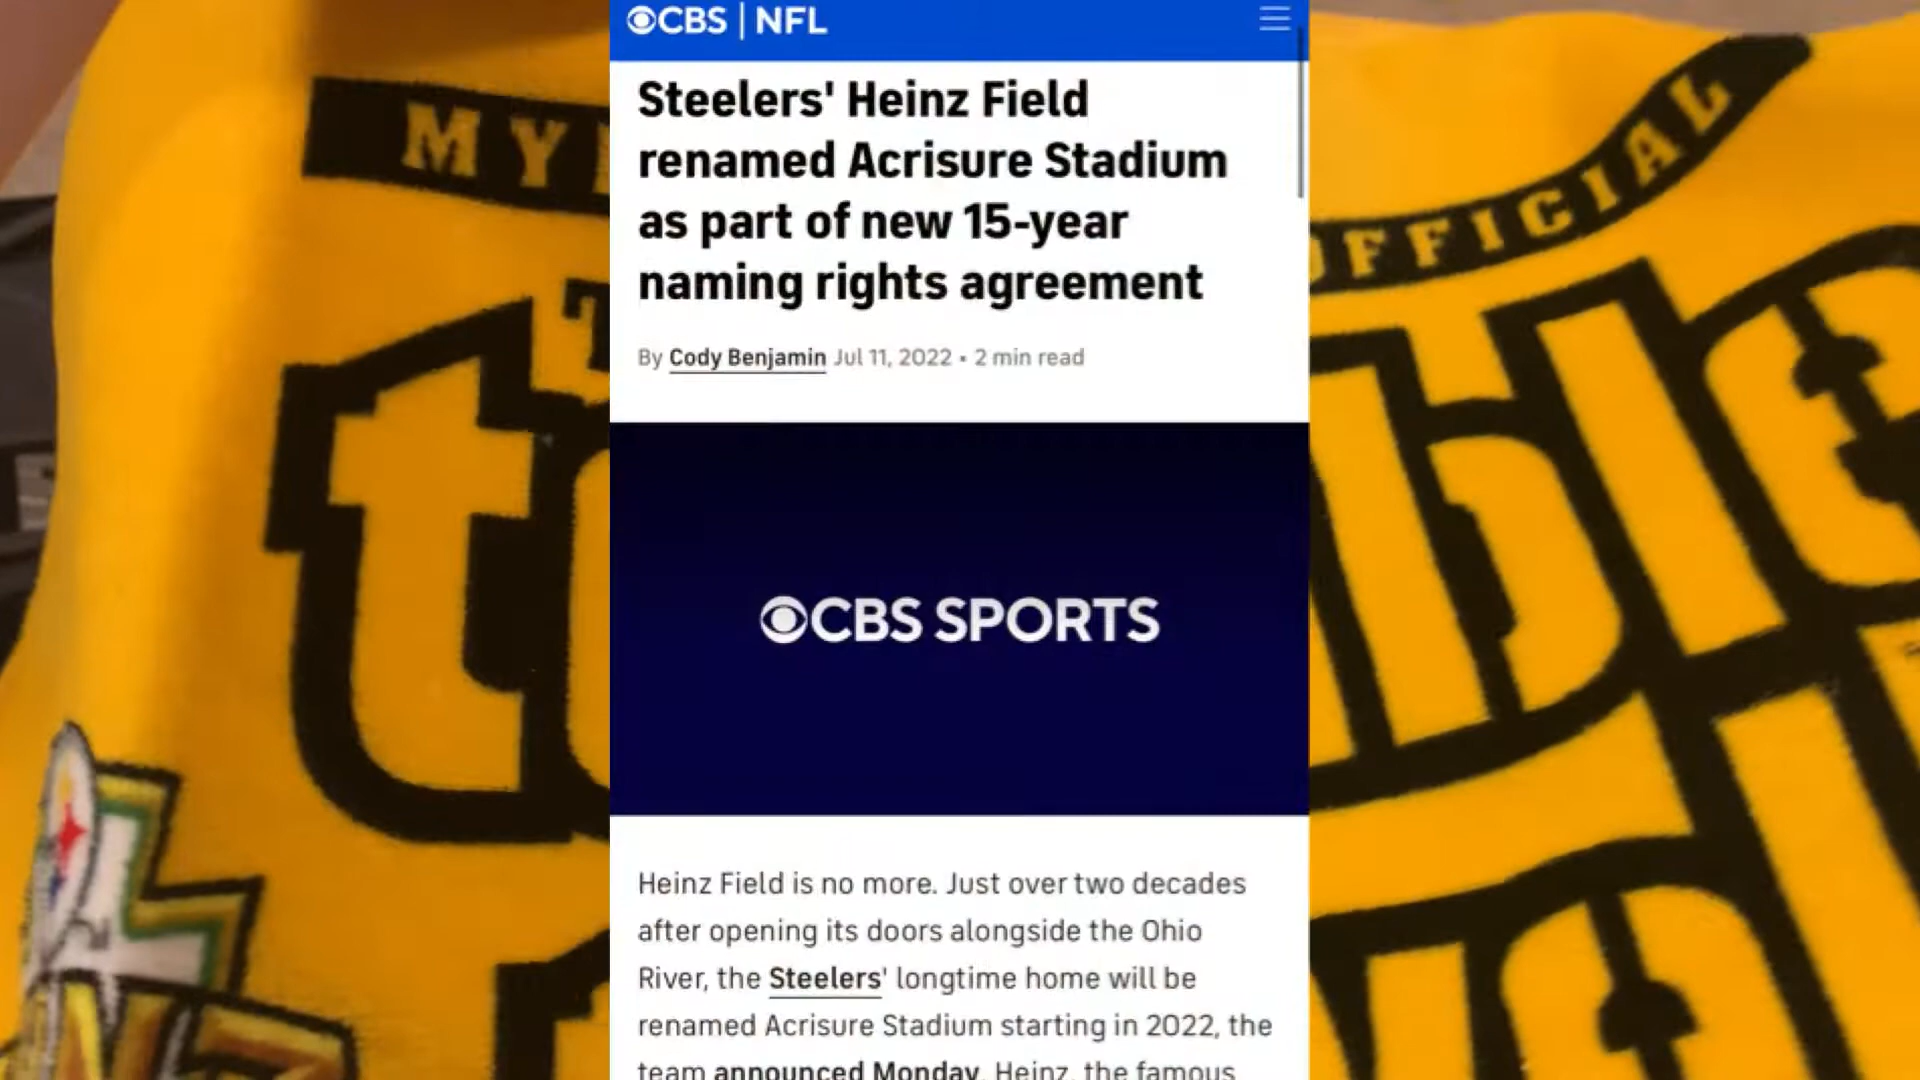 CBS | NFL
Steelers' Heinz Field
renamed Acrisure Stadium
as part of new 15-year
naming rights agreement
By Cody Benjamin Jul 11, 2022 • 2 min read
CBS SPORTS
Heinz Field is no more. Just over two decades
after opening its doors alongside the Ohio
River, the Steelers' longtime home will be
renamed Acrisure Stadium starting in 2022, the
team announced Monday. Heinz, the famous
MY
OFFICIAL